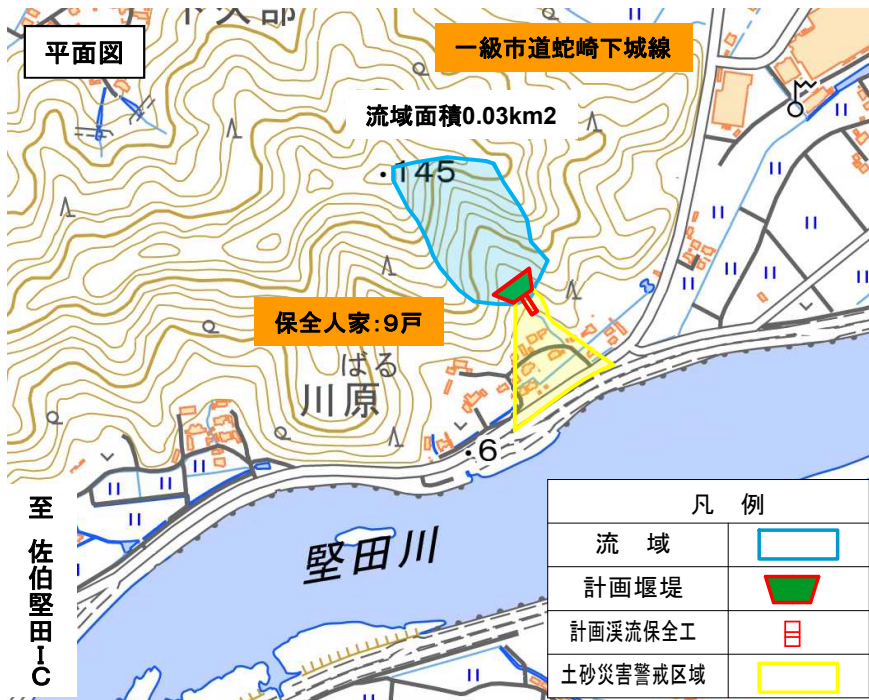 平面図
一級市道蛇崎下城線
流域面積0.03km2
・145
保全人家：９戸
ばる
川原
・6
至 佐伯堅田ＩＣ
堅田川
凡 例
流 域
計画堰堤
計画渓流保全工
土砂災害警戒区域